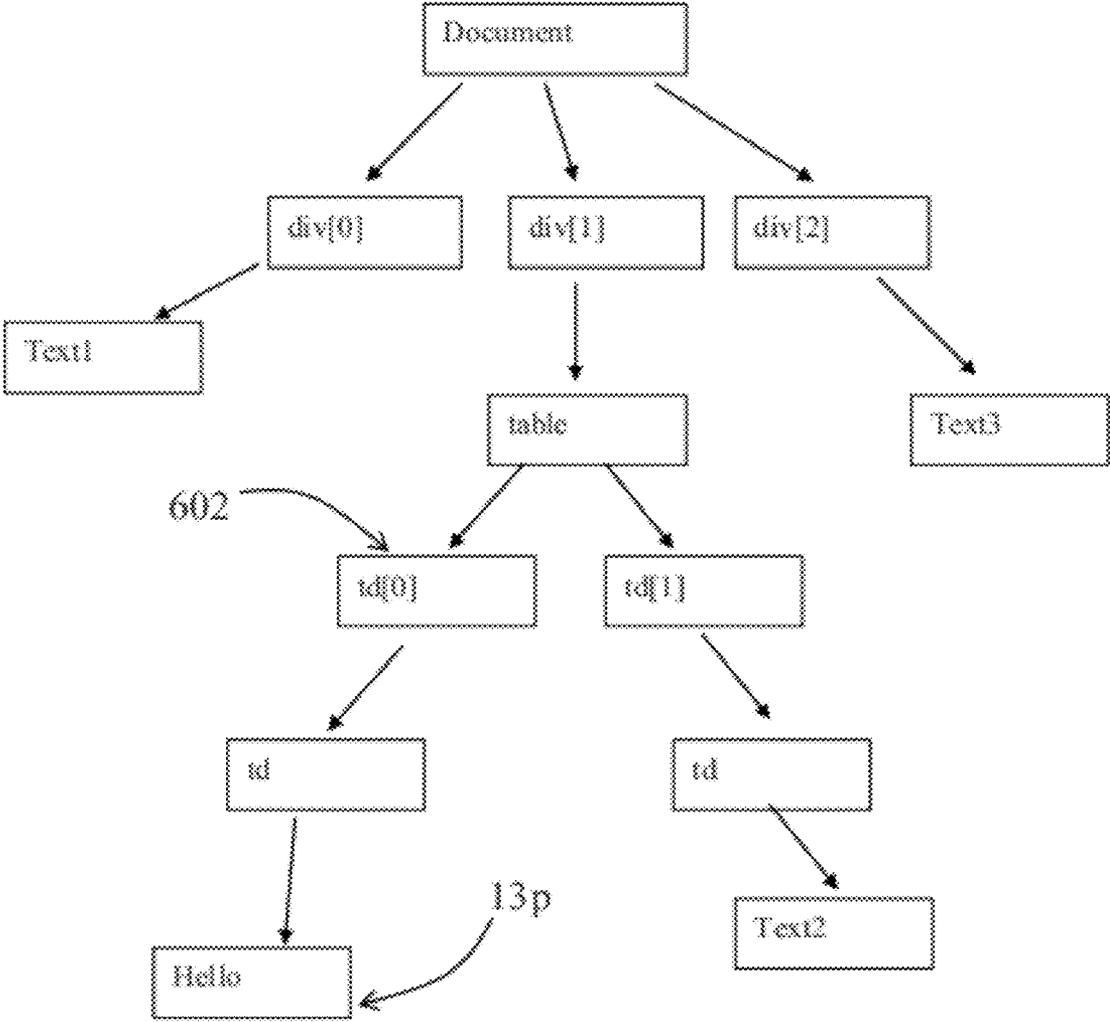 Document
div[0]
div[1]
div[2]
Text1
table
Text3
602
td[0]
td[1]
td
td
13p
Text2
Hello